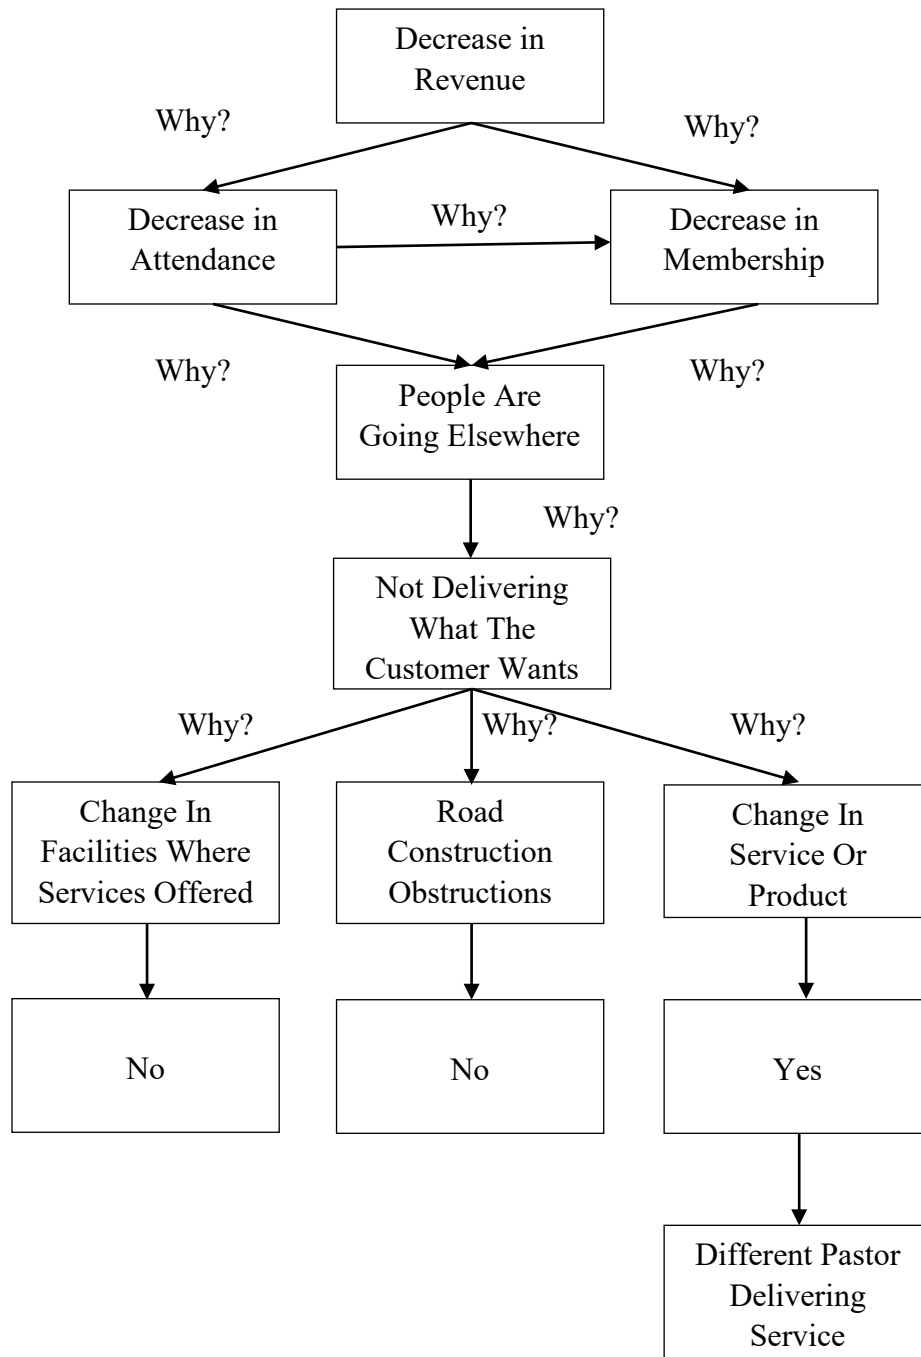 Decrease in
Revenue
Why?
Why?
Decrease in
Attendance
Why?
Decrease in
Membership
Why?
Why?
People Are
Going Elsewhere
Why?
Not Delivering
What The
Customer Wants
Why?
Why?
Why?
Change In
Facilities Where
Services Offered
Road
Construction
Obstructions
Change In
Service Or
Product
No
No
Yes
Different Pastor
Delivering
Service